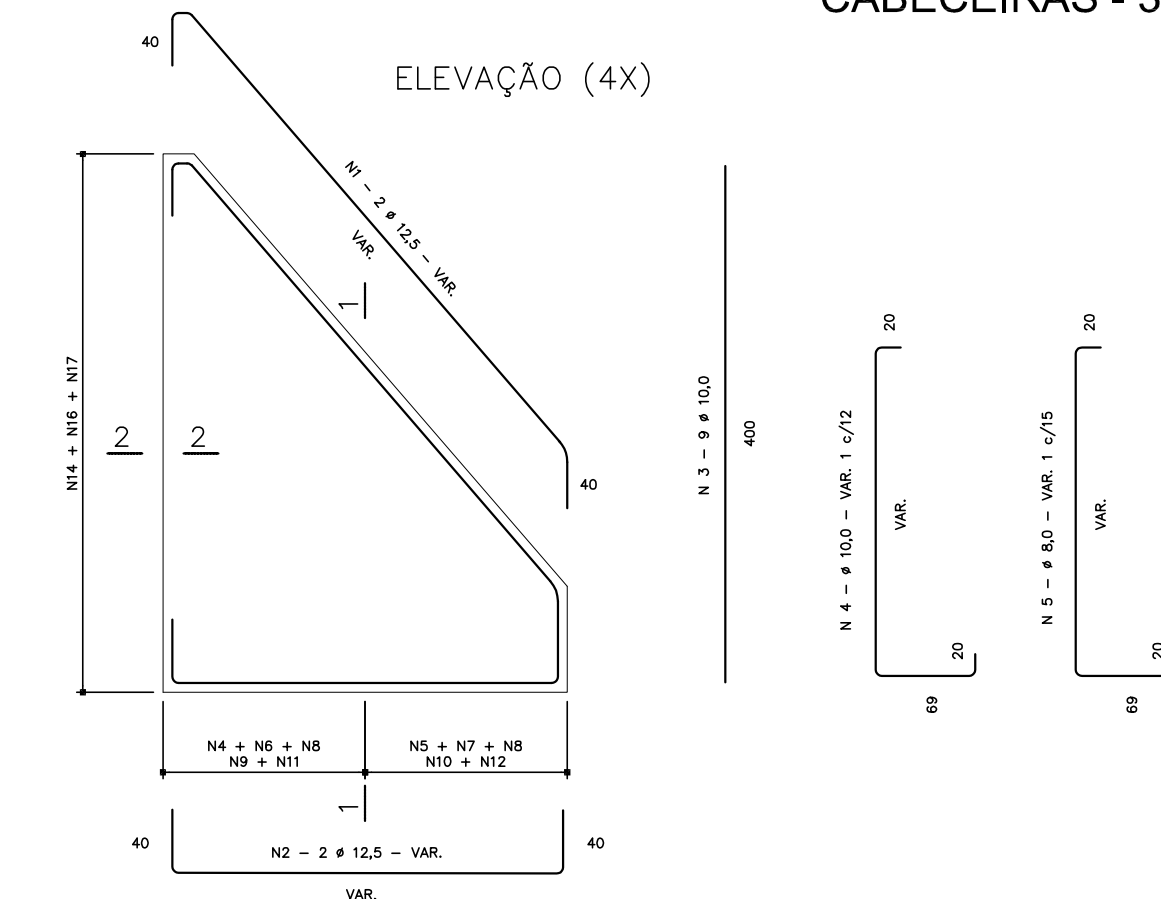 CABECEIRAS - 3
40
ELEVAÇÃO (4X)
N1 - 2 ø 12,5 - VAR.
VAR.
1
40
N14 + N16 + N17
2
2
N 3 - 9 ø 10,0
400
20
N 4 - ø 10,0 - VAR. 1 c/12
VAR.
20
69
20
N 5 - ø 8,0 - VAR. 1 c/15
VAR.
20
69
N4 + N6 + N8
N9 + N11
N5 + N7 + N8
N10 + N12
1
40
N2 - 2 ø 12,5 - VAR.
40
VAR.